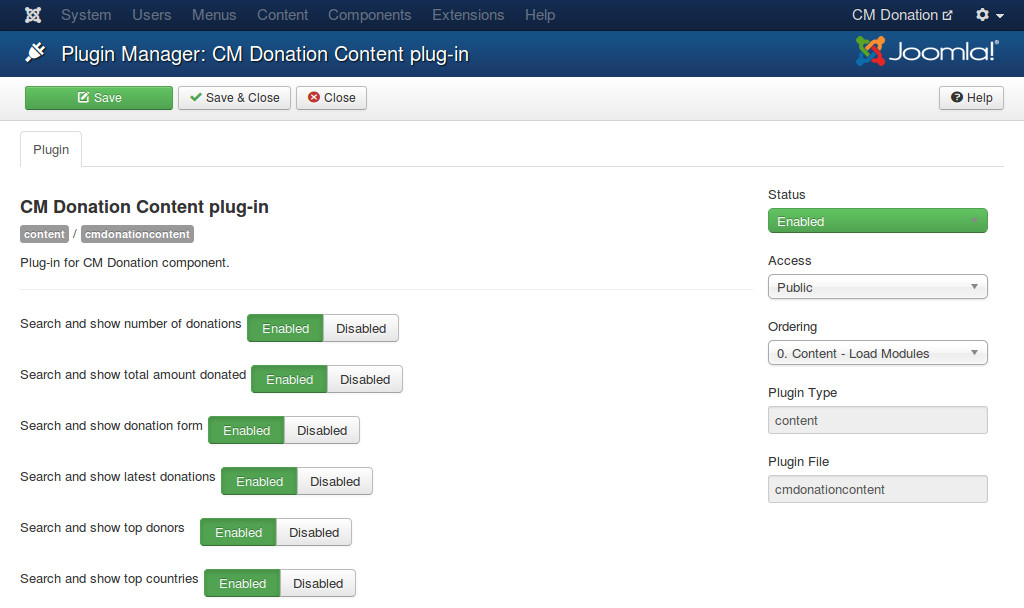 System Users Menus Content Components Extensions Help CM Donation
Plugin Manager: CM Donation Content plug-in Joomla!®
Save Save & Close Close Help
Plugin
CM Donation Content plug-in
content / cmdonationcontent
Plug-in for CM Donation component.
Search and show number of donations Enabled Disabled
Search and show total amount donated Enabled Disabled
Search and show donation form Enabled Disabled
Search and show latest donations Enabled Disabled
Search and show top donors Enabled Disabled
Search and show top countries Enabled Disabled
Status
Enabled
Access
Public
Ordering
0. Content - Load Modules
Plugin Type
content
Plugin File
cmdonationcontent